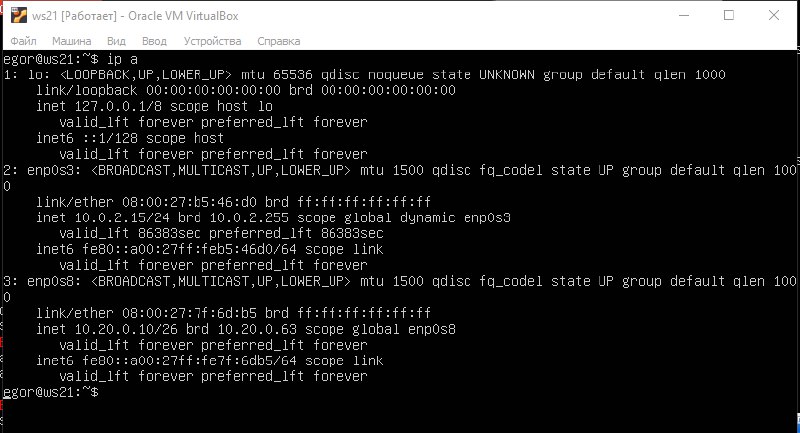 ws21 [Работает] - Oracle VM VirtualBox
Файл Машина Вид Ввод Устройства Справка
egor@ws21:~$ ip a
1: lo: <LOOPBACK,UP,LOWER_UP> mtu 65536 qdisc noqueue state UNKNOWN group default qlen 1000
link/loopback 00:00:00:00:00:00 brd 00:00:00:00:00:00
inet 127.0.0.1/8 scope host lo
valid_lft forever preferred_lft forever
inet6 ::1/128 scope host
valid_lft forever preferred_lft forever
2: enp0s3: <BROADCAST,MULTICAST,UP,LOWER_UP> mtu 1500 qdisc fq_codel state UP group default qlen 100
0
link/ether 08:00:27:b5:46:d0 brd ff:ff:ff:ff:ff:ff
inet 10.0.2.15/24 brd 10.0.2.255 scope global dynamic enp0s3
valid_lft 86383sec preferred_lft 86383sec
inet6 fe80::a00:27ff:feb5:46d0/64 scope link
valid_lft forever preferred_lft forever
3: enp0s8: <BROADCAST,MULTICAST,UP,LOWER_UP> mtu 1500 qdisc fq_codel state UP group default qlen 100
0
link/ether 08:00:27:7f:6d:b5 brd ff:ff:ff:ff:ff:ff
inet 10.20.0.10/26 brd 10.20.0.63 scope global enp0s8
valid_lft forever preferred_lft forever
inet6 fe80::a00:27ff:fe7f:6db5/64 scope link
valid_lft forever preferred_lft forever
egor@ws21:~$